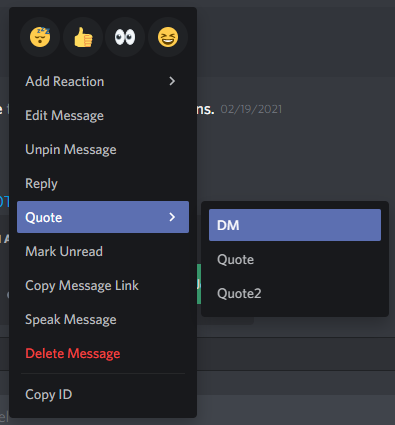 Add Reaction
ns. 02/19/2021
Edit Message
Unpin Message
Reply
Quote
DM
Mark Unread
Quote
Copy Message Link
Quote2
Speak Message
Delete Message
Copy ID